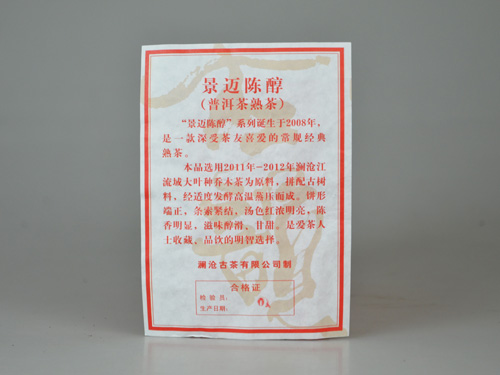 景迈陈醇
（普洱茶熟茶）
“景迈陈醇”系列诞生于2008年，
是一款深受茶友喜爱的常规经典
熟茶。
本品选用2011年-2012年澜沧江
流域大叶种乔木茶为原料，拼配古树
料，经适度发酵高温蒸压而成。饼形
端正，条索紧结，汤色红浓明亮，陈
香明显，滋味醇滑、甘甜。是爱茶人
士收藏、品饮的明智选择。
澜沧古茶有限公司制
合格证
检验员：
生产日期：